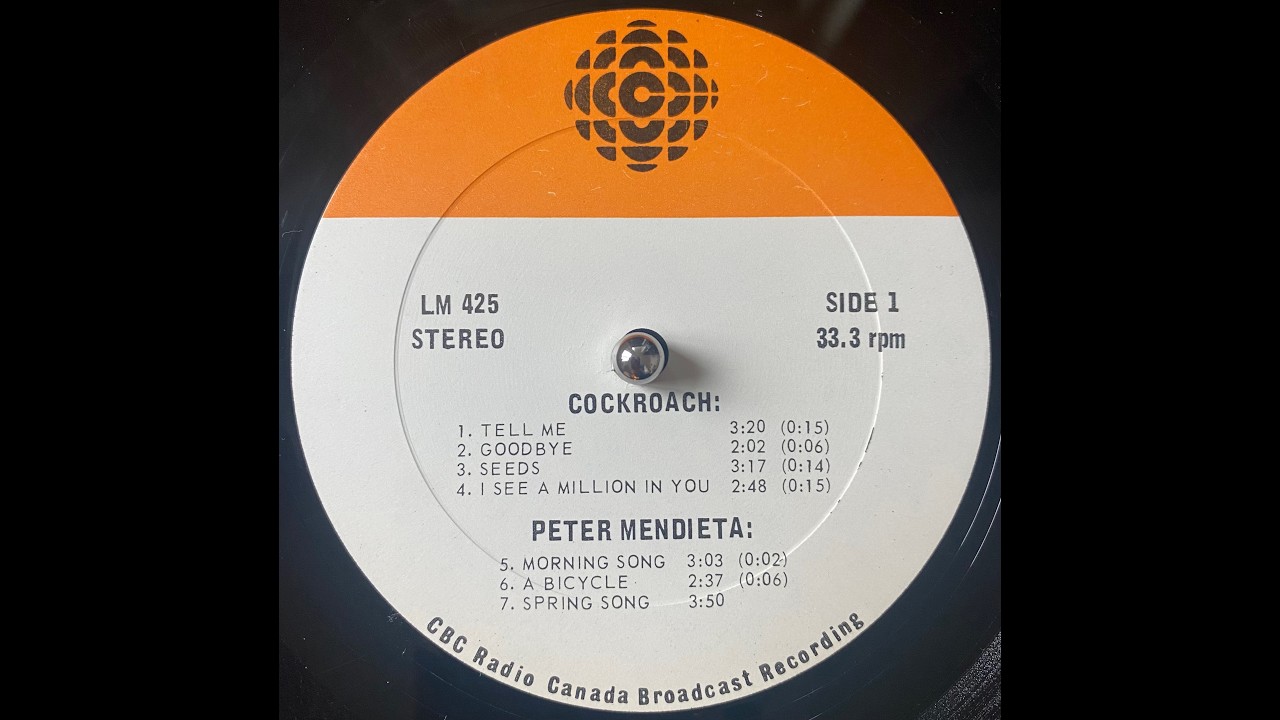 LM 425
STEREO
SIDE 1
33.3 rpm
COCKROACH:
1. TELL ME 3:20 (0:15)
2. GOODBYE 2:02 (0:06)
3. SEEDS 3:17 (0:14)
4. I SEE A MILLION IN YOU 2:48 (0:15)
PETER MENDIETA:
5. MORNING SONG 3:03 (0:02)
6. A BICYCLE 2:37 (0:06)
7. SPRING SONG 3:50
CBC Radio Canada Broadcast Recording